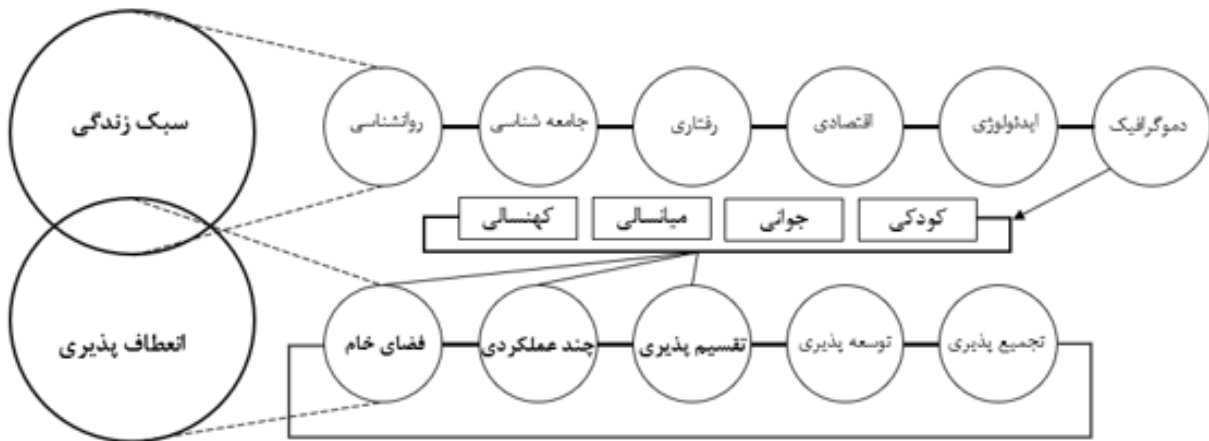 سبک زندگی
دموگرافیک
ایدئولوژی
اقتصادی
رفتاری
جامعه شناسی
روانشناسی
کودکی
جوانی
میانسالی
کهنسالی
انعطاف پذیری
تجمیع پذیری
توسعه پذیری
تقسیم پذیری
چند عملکردی
فضای خام